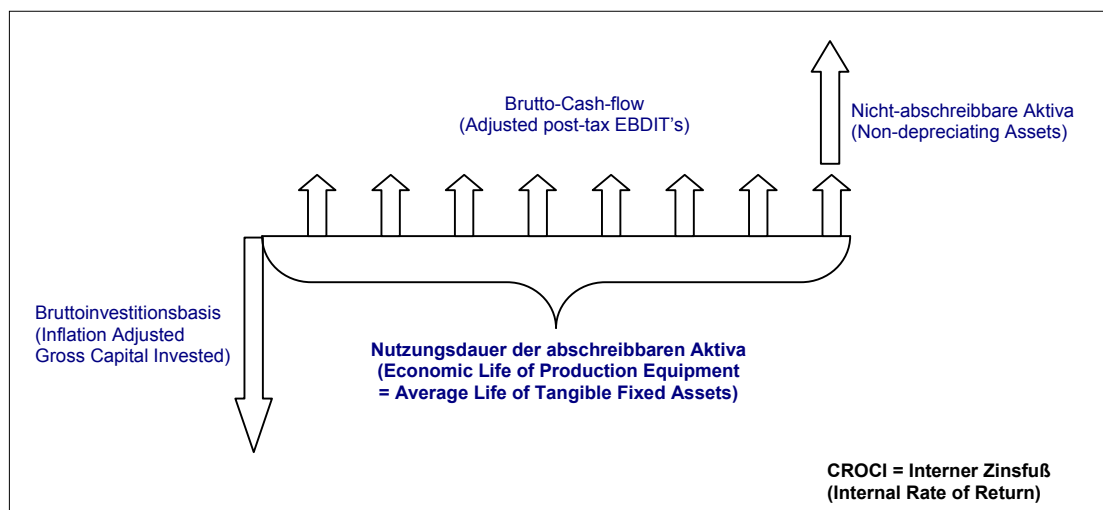 Brutto-Cash-flow
(Adjusted post-tax EBDIT’s)
Nicht-abschreibbare Aktiva
(Non-depreciating Assets)
Bruttoinvestitionsbasis
(Inflation Adjusted
Gross Capital Invested)
Nutzungsdauer der abschreibbaren Aktiva
(Economic Life of Production Equipment
= Average Life of Tangible Fixed Assets)
CROCI = Interner Zinsfuß
(Internal Rate of Return)